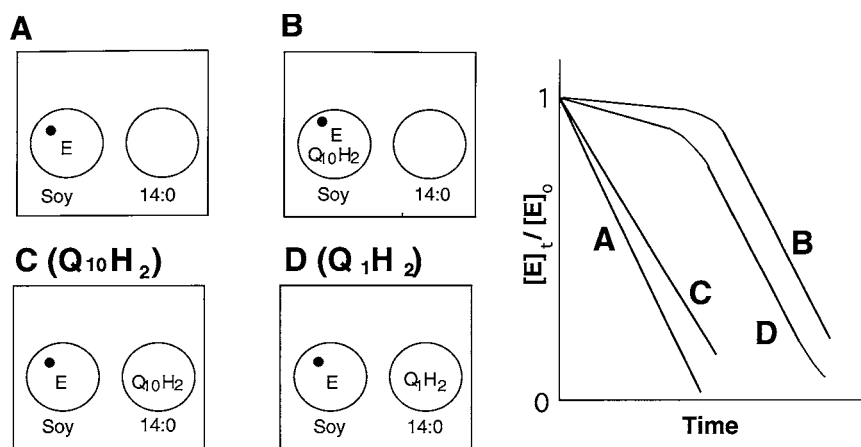 A
E
Soy 14:0
B
E
Q10H2
Soy 14:0
C (Q10H2)
E Q10H2
Soy 14:0
D (Q1H2)
E Q1H2
Soy 14:0
[E]t / [E]o
1
0
A
C
B
D
Time